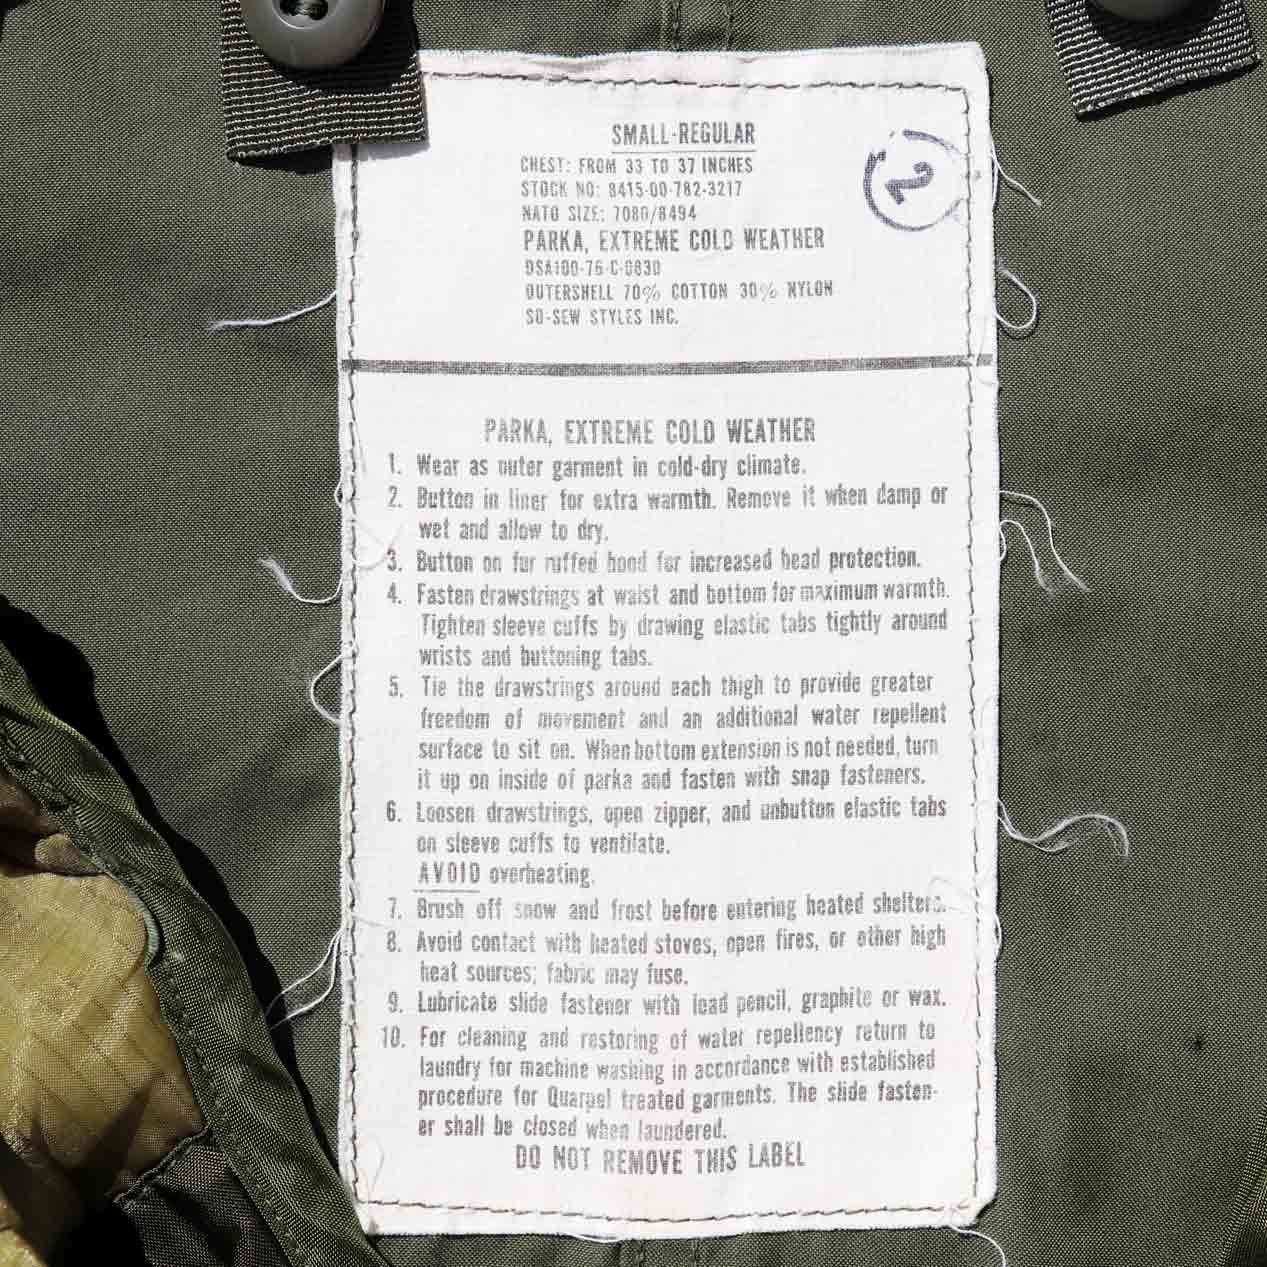 SMALL-REGULAR
2
CHEST: FROM 33 TO 37 INCHES
STOCK NO: 8415-00-782-3217
NATO SIZE: 7080/8494
PARKA, EXTREME COLD WEATHER
DSA100-76-C-0830
OUTERSHELL 70% COTTON 30% NYLON
SO-SEW STYLES INC.
PARKA, EXTREME COLD WEATHER
1. Wear as outer garment in cold-dry climate.
2. Button in liner for extra warmth. Remove it when damp or
wet and allow to dry.
3. Button on fur ruffed hood for increased head protection.
4. Fasten drawstrings at waist and bottom for maximum warmth.
Tighten sleeve cuffs by drawing elastic tabs tightly around
wrists and buttoning tabs.
5. Tie the drawstrings around each thigh to provide greater
freedom of movement and an additional water repellent
surface to sit on. When bottom extension is not needed, turn
it up on inside of parka and fasten with snap fasteners.
6. Loosen drawstrings, open zipper, and unbutton elastic tabs
on sleeve cuffs to ventilate.
AVOID overheating.
7. Brush off snow and frost before entering heated shelters.
8. Avoid contact with heated stoves, open fires, or other high
heat sources; fabric may fuse.
9. Lubricate slide fastener with lead pencil, graphite or wax.
10. For cleaning and restoring of water repellency return to
laundry for machine washing in accordance with established
procedure for Quarpel treated garments. The slide fasten-
er shall be closed when laundered.
DO NOT REMOVE THIS LABEL